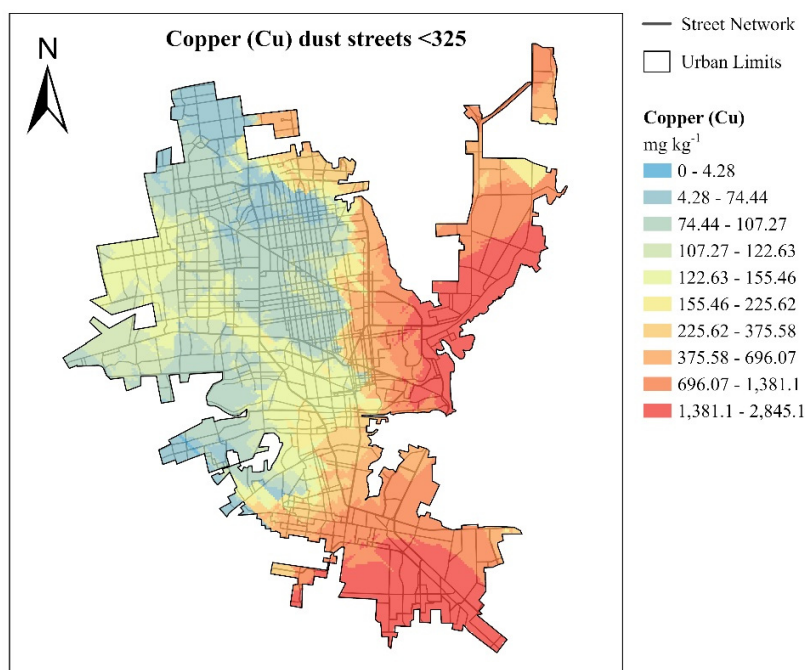 Copper (Cu) dust streets <325
N
Street Network
Urban Limits
Copper (Cu)
mg kg⁻¹
0 - 4.28
4.28 - 74.44
74.44 - 107.27
107.27 - 122.63
122.63 - 155.46
155.46 - 225.62
225.62 - 375.58
375.58 - 696.07
696.07 - 1,381.1
1,381.1 - 2,845.1